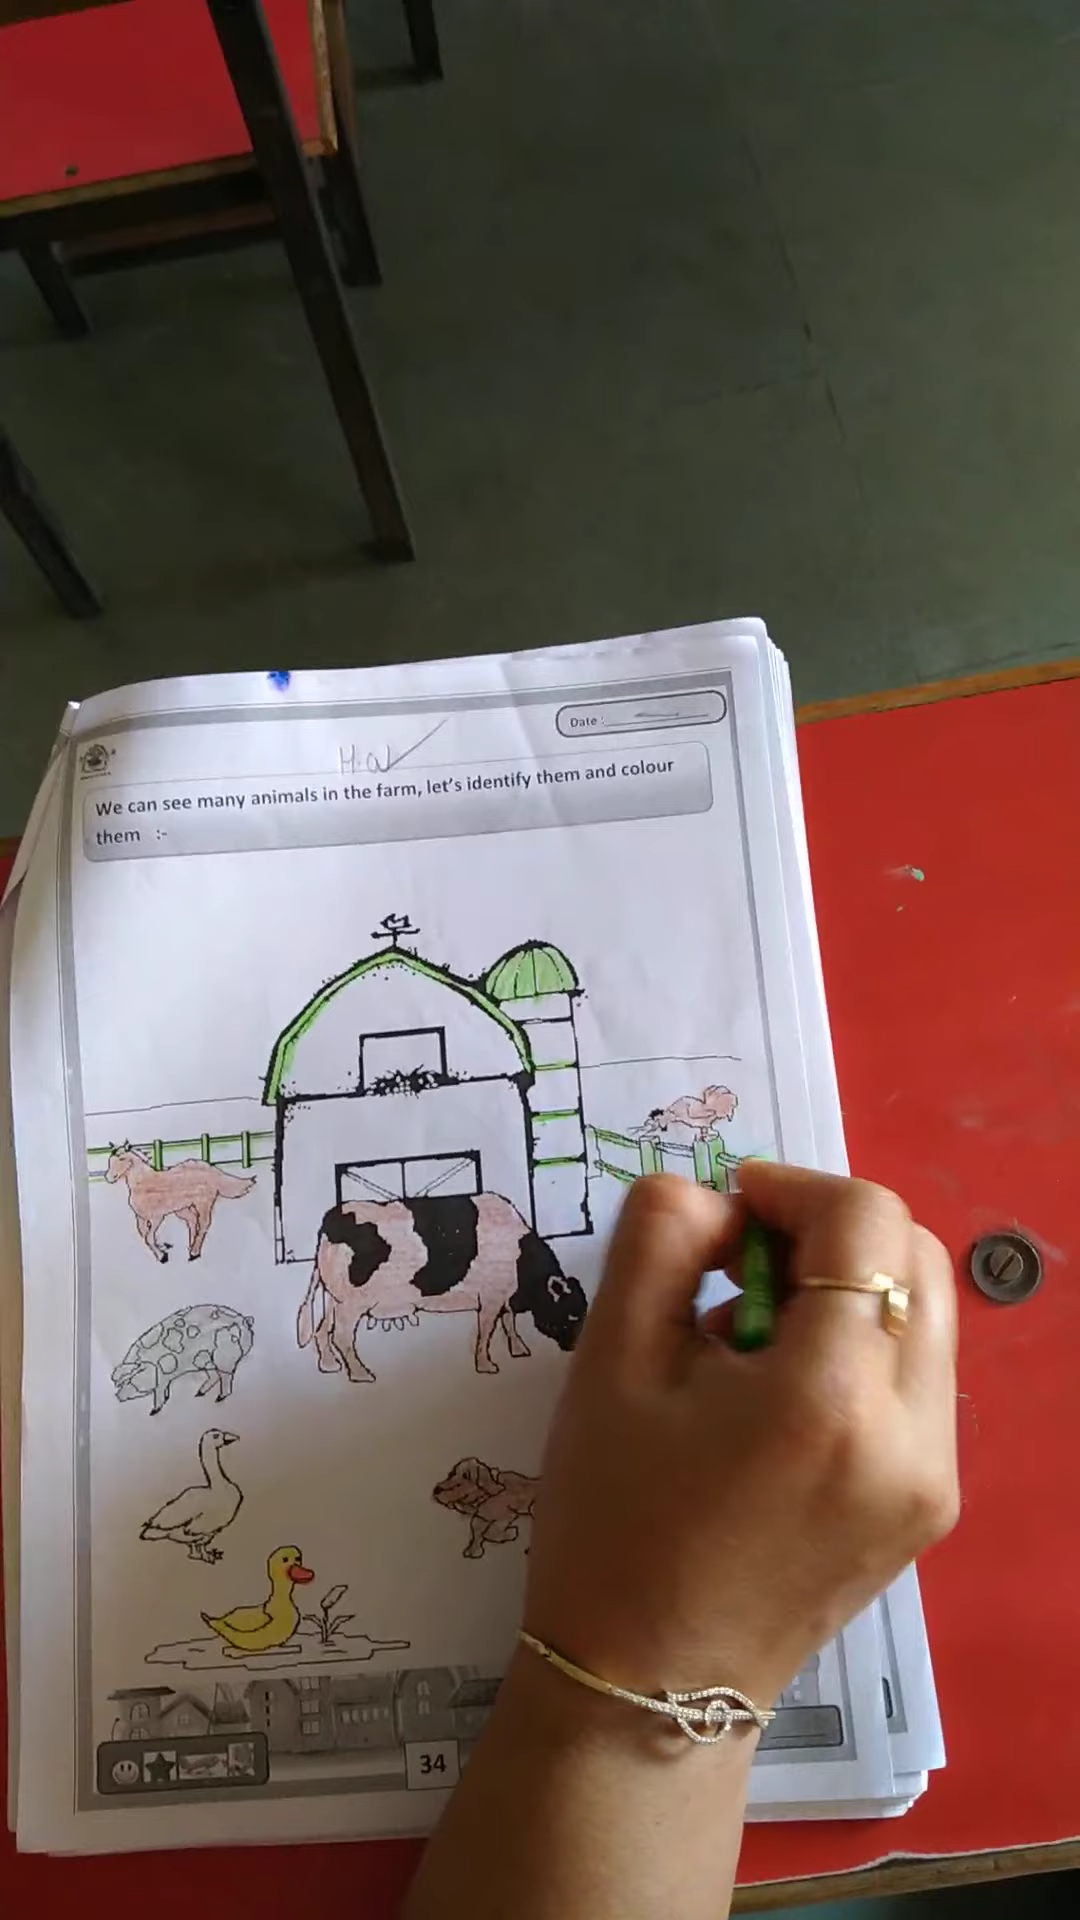 Date :
H.W
We can see many animals in the farm, let's identify them and colour
them :-
34